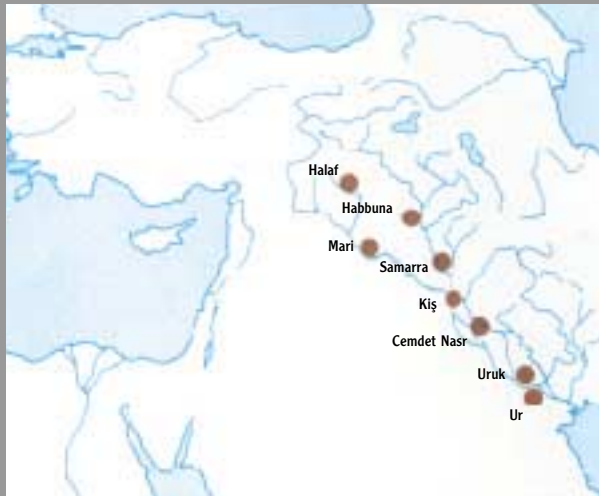 Halaf
Habbuna
Mari
Samarra
Kiş
Cemdet Nasr
Uruk
Ur